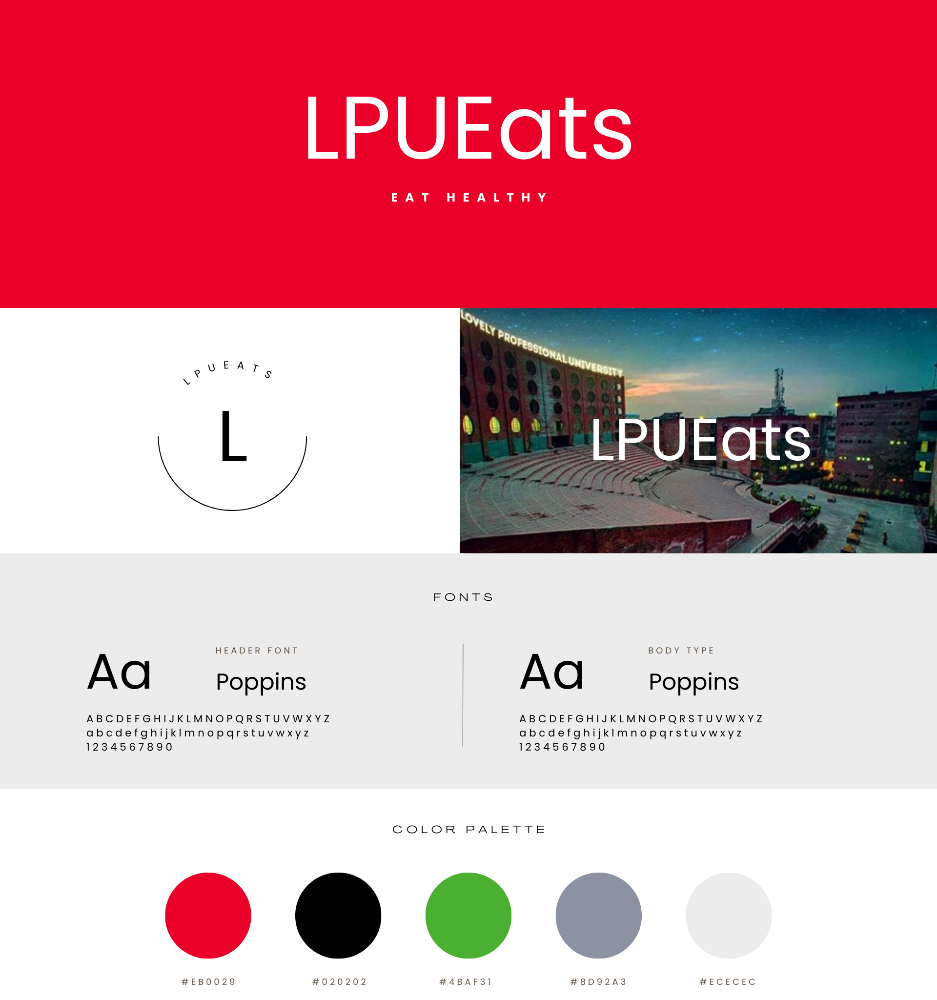 LPUEats
EAT HEALTHY
LPUEATS
L
LOVELY PROFESSIONAL UNIVERSITY
LPUEats
FONTS
Aa
HEADER FONT
Poppins
ABCDEFGHIJKLMNOPQRSTUVWXYZ
abcdefghijklmnopqrstuvwxyz
1234567890
Aa
BODY TYPE
Poppins
ABCDEFGHIJKLMNOPQRSTUVWXYZ
abcdefghijklmnopqrstuvwxyz
1234567890
COLOR PALETTE
#EB0029
#020202
#4BAF31
#8D92A3
#ECECEC